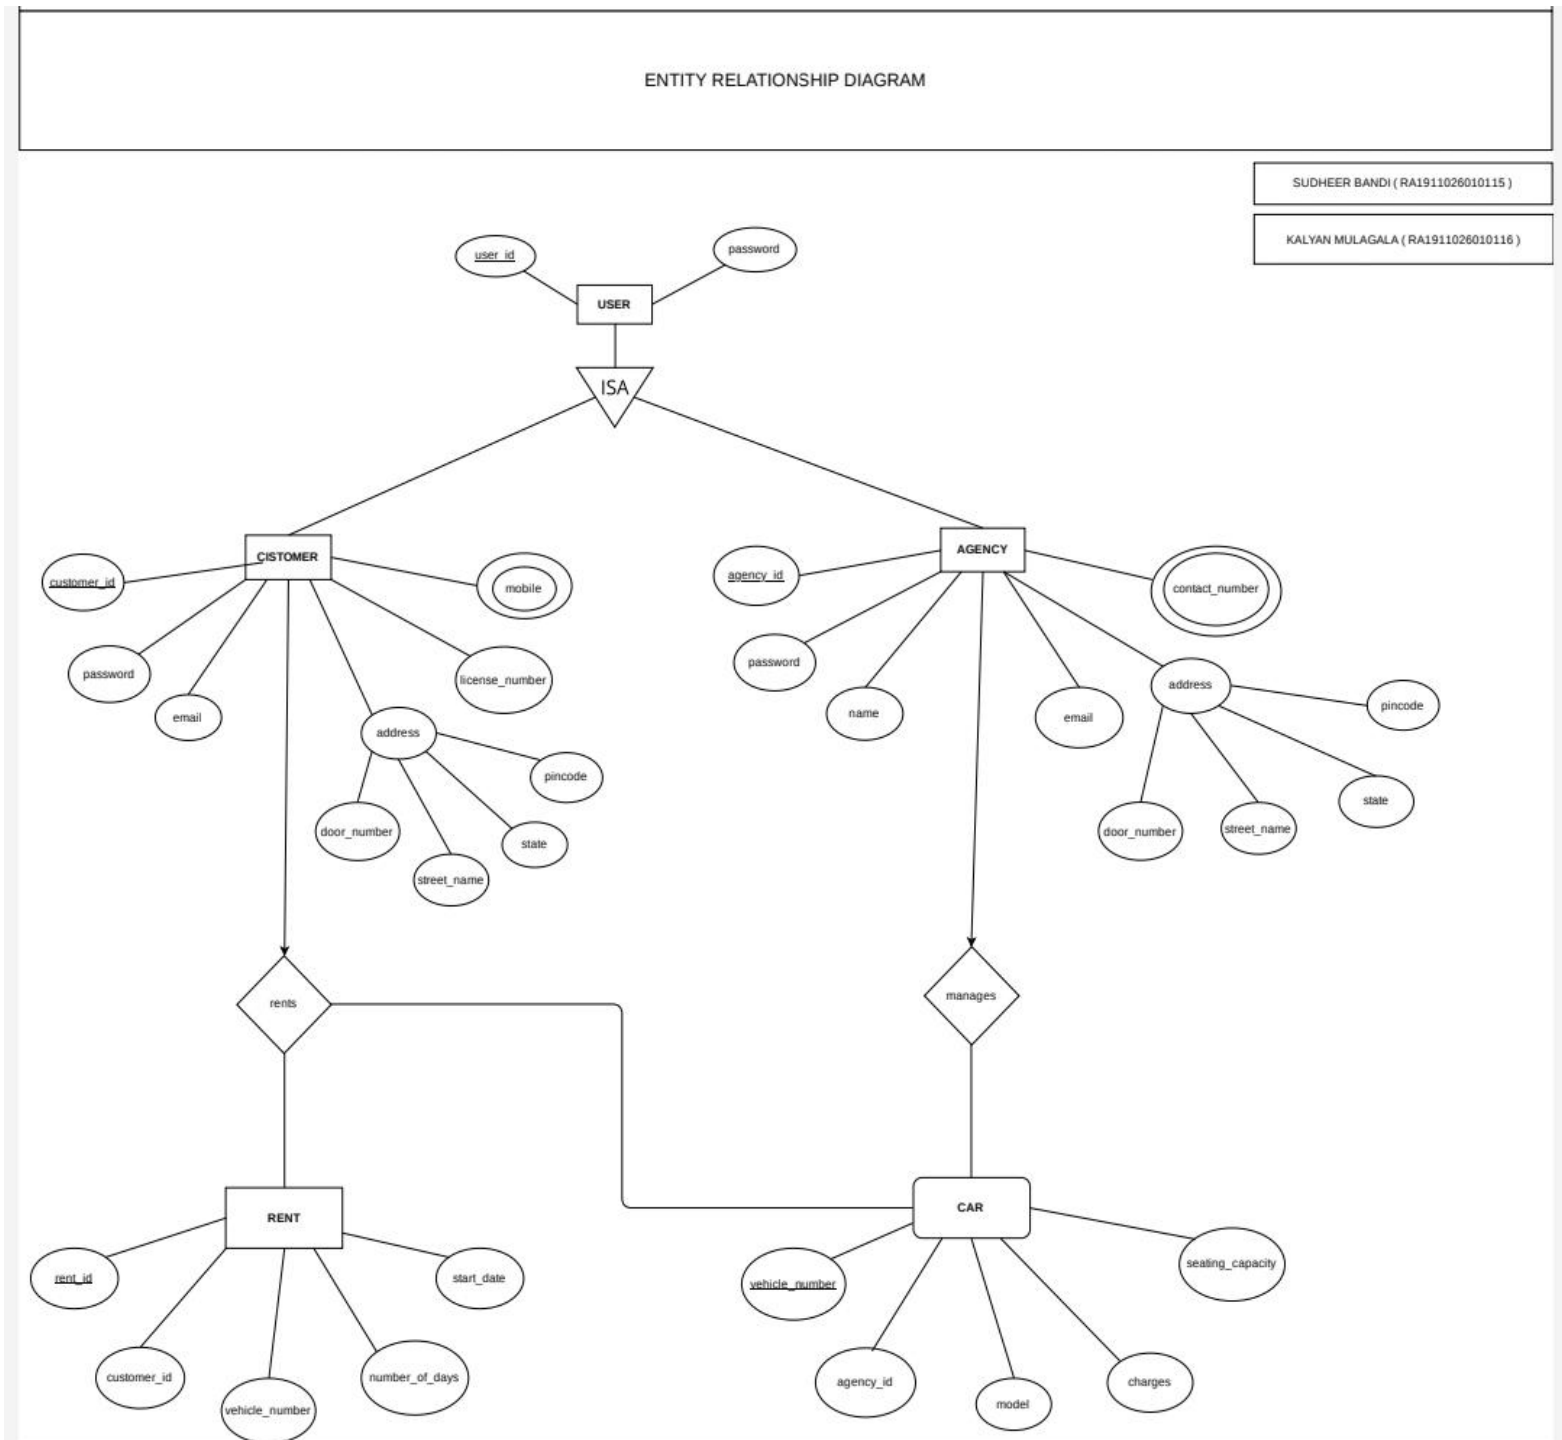 ENTITY RELATIONSHIP DIAGRAM
SUDHEER BANDI ( RA1911026010115 )
KALYAN MULAGALA ( RA1911026010116 )
user_id
password
USER
ISA
CISTOMER
customer_id
mobile
password
email
license_number
address
pincode
door_number
state
street_name
AGENCY
agency_id
contact_number
password
name
email
address
pincode
state
door_number
street_name
rents
manages
RENT
rent_id
start_date
customer_id
number_of_days
vehicle_number
CAR
vehicle_number
seating_capacity
agency_id
model
charges